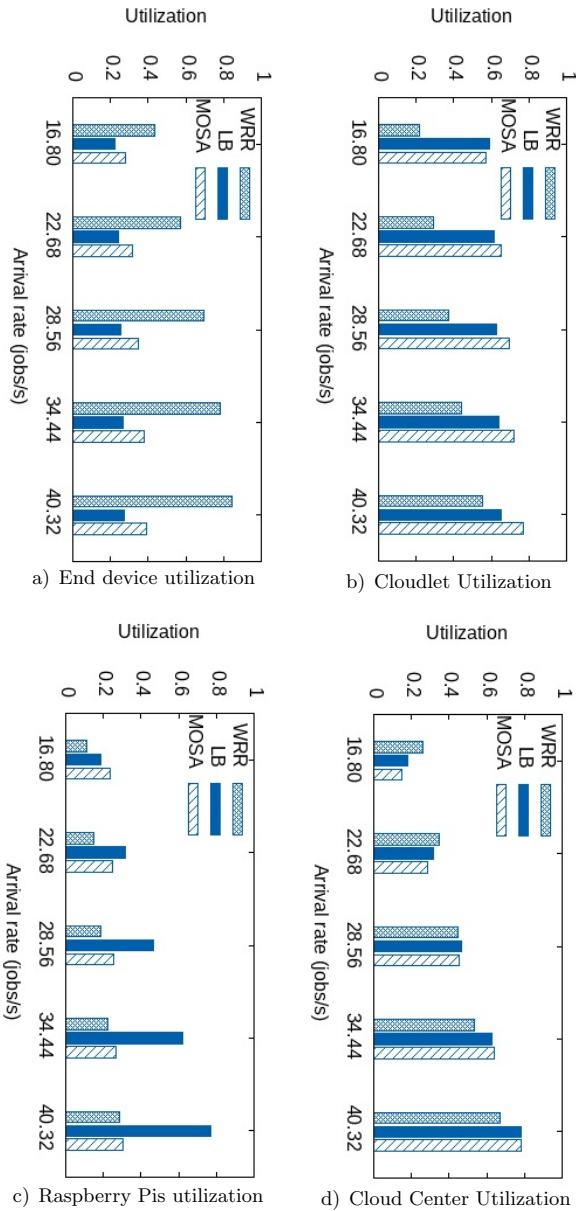 Utilization
0 0.2 0.4 0.6 0.8 1
WRR
LB
MOSA
16.80 22.68 28.56 34.44 40.32
Arrival rate (jobs/s)
a) End device utilization
Utilization
0 0.2 0.4 0.6 0.8 1
WRR
LB
MOSA
16.80 22.68 28.56 34.44 40.32
Arrival rate (jobs/s)
b) Cloudlet Utilization
Utilization
0 0.2 0.4 0.6 0.8 1
WRR
LB
MOSA
16.80 22.68 28.56 34.44 40.32
Arrival rate (jobs/s)
c) Raspberry Pis utilization
Utilization
0 0.2 0.4 0.6 0.8 1
WRR
LB
MOSA
16.80 22.68 28.56 34.44 40.32
Arrival rate (jobs/s)
d) Cloud Center Utilization